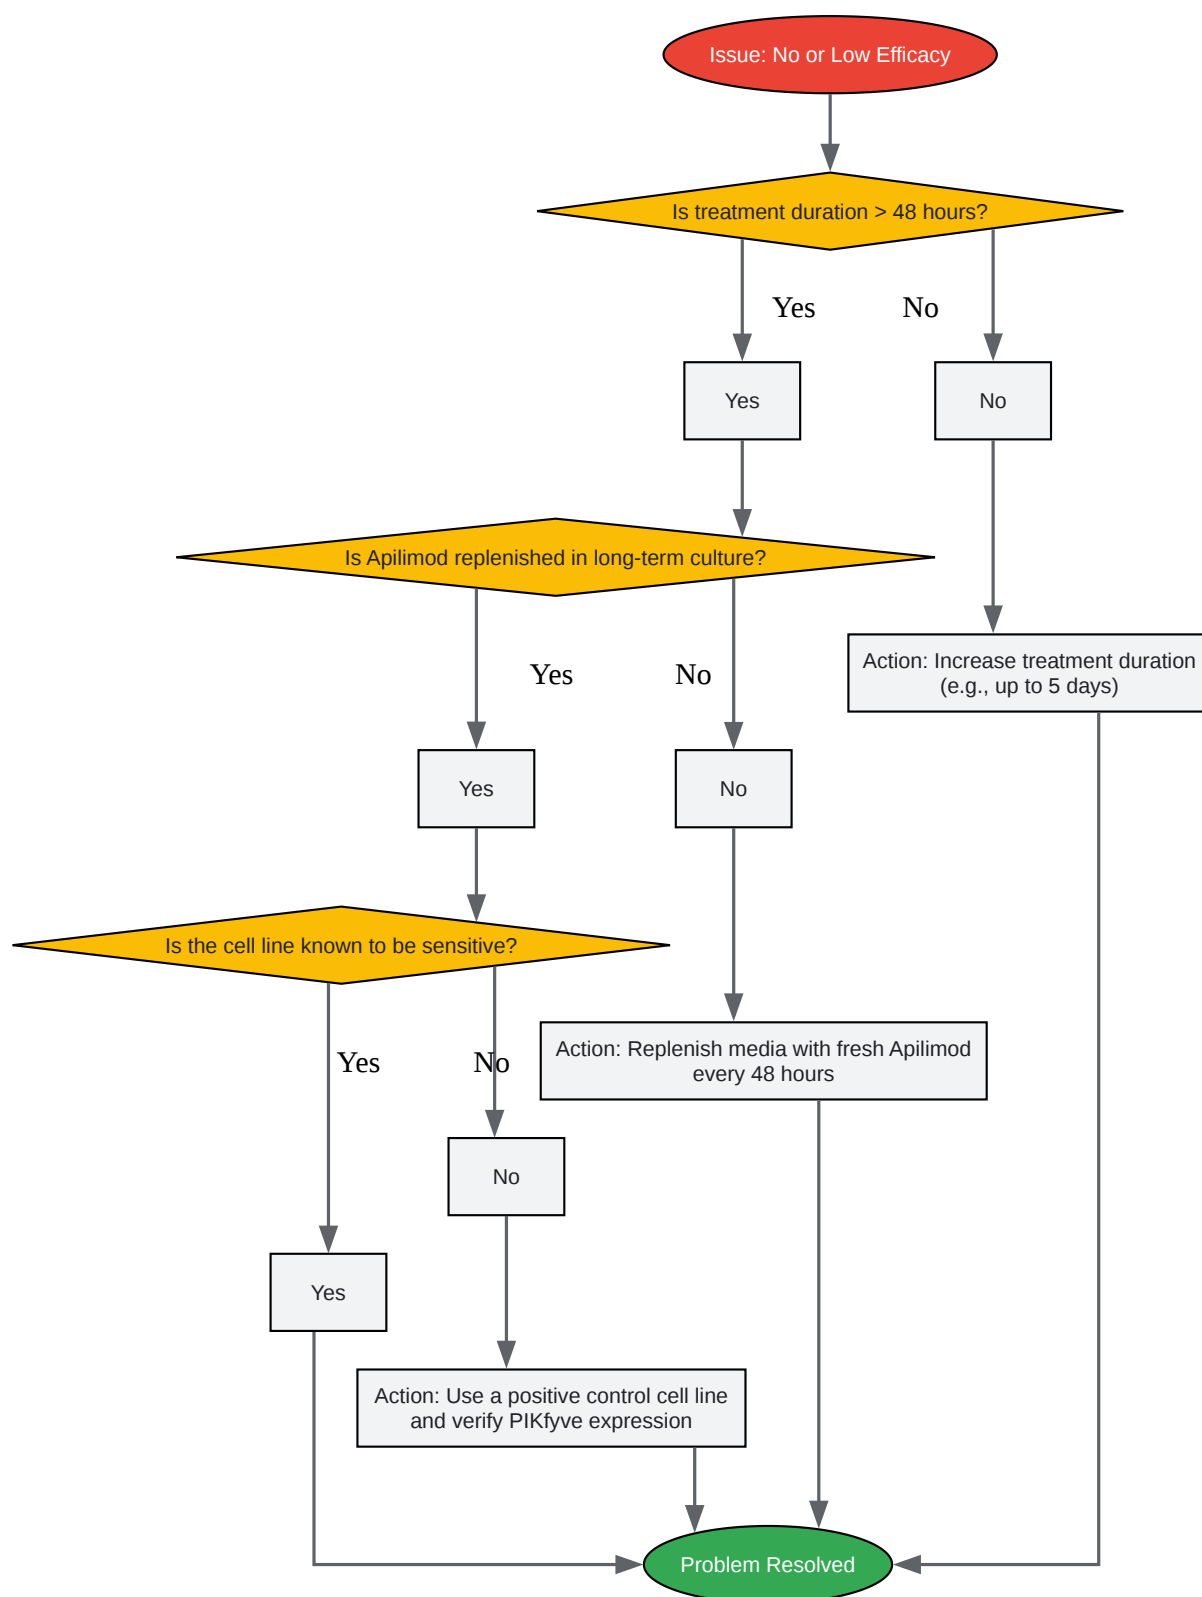 Issue: No or Low Efficacy
Is treatment duration > 48 hours?
Yes
No
Yes
No
Is Apilimod replenished in long-term culture?
Yes
No
Action: Increase treatment duration
(e.g., up to 5 days)
Yes
No
Is the cell line known to be sensitive?
Yes
No
Action: Replenish media with fresh Apilimod
every 48 hours
No
Yes
Action: Use a positive control cell line
and verify PIKfyve expression
Problem Resolved